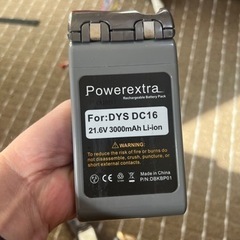 Powerextra
Rechargeable Battery Pack
For:DYS DC16
21.6V 3000mAh Li-ion
To reduce the risk of fire or burns
do not disassemble, crush, puncture, or
short external contacts.
Made in China
P/N:DBKBP01